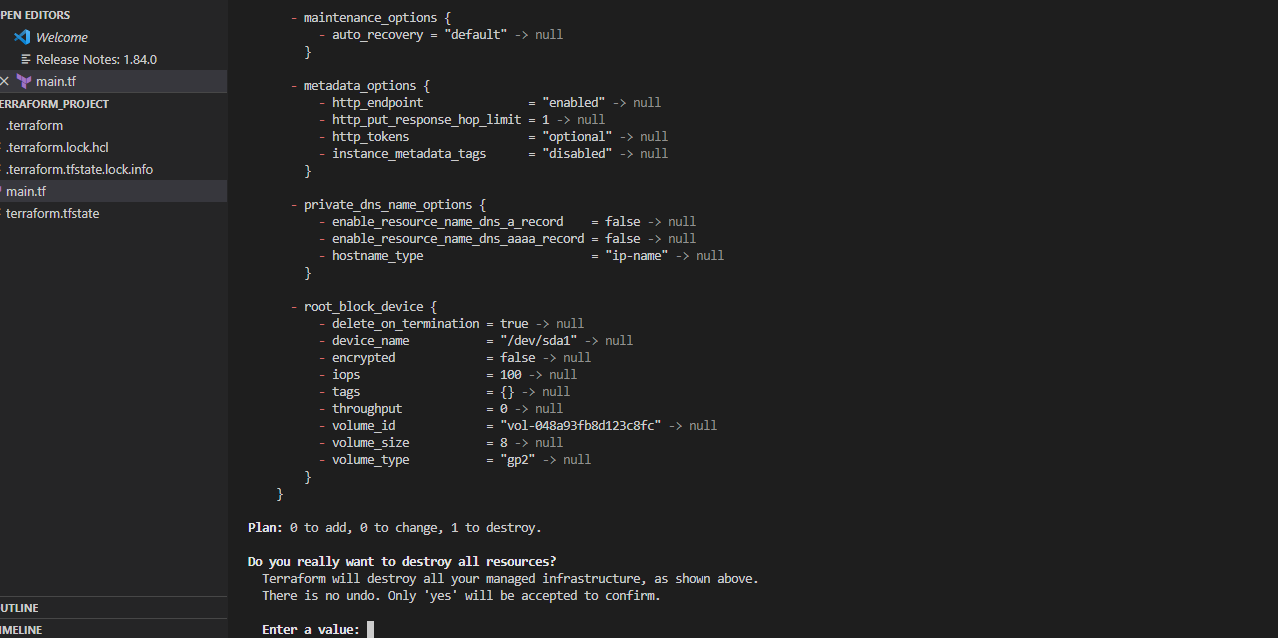 PEN EDITORS
Welcome
Release Notes: 1.84.0
main.tf
ERRAFORM_PROJECT
.terraform
.terraform.lock.hcl
.terraform.tfstate.lock.info
main.tf
terraform.tfstate
UTLINE
IMELINE
- maintenance_options {
- auto_recovery = "default" -> null
}
- metadata_options {
- http_endpoint = "enabled" -> null
- http_put_response_hop_limit = 1 -> null
- http_tokens = "optional" -> null
- instance_metadata_tags = "disabled" -> null
}
- private_dns_name_options {
- enable_resource_name_dns_a_record = false -> null
- enable_resource_name_dns_aaaa_record = false -> null
- hostname_type = "ip-name" -> null
}
- root_block_device {
- delete_on_termination = true -> null
- device_name = "/dev/sda1" -> null
- encrypted = false -> null
- iops = 100 -> null
- tags = {} -> null
- throughput = 0 -> null
- volume_id = "vol-048a93fb8d123c8fc" -> null
- volume_size = 8 -> null
- volume_type = "gp2" -> null
}
}
Plan: 0 to add, 0 to change, 1 to destroy.
Do you really want to destroy all resources?
Terraform will destroy all your managed infrastructure, as shown above.
There is no undo. Only 'yes' will be accepted to confirm.
Enter a value: